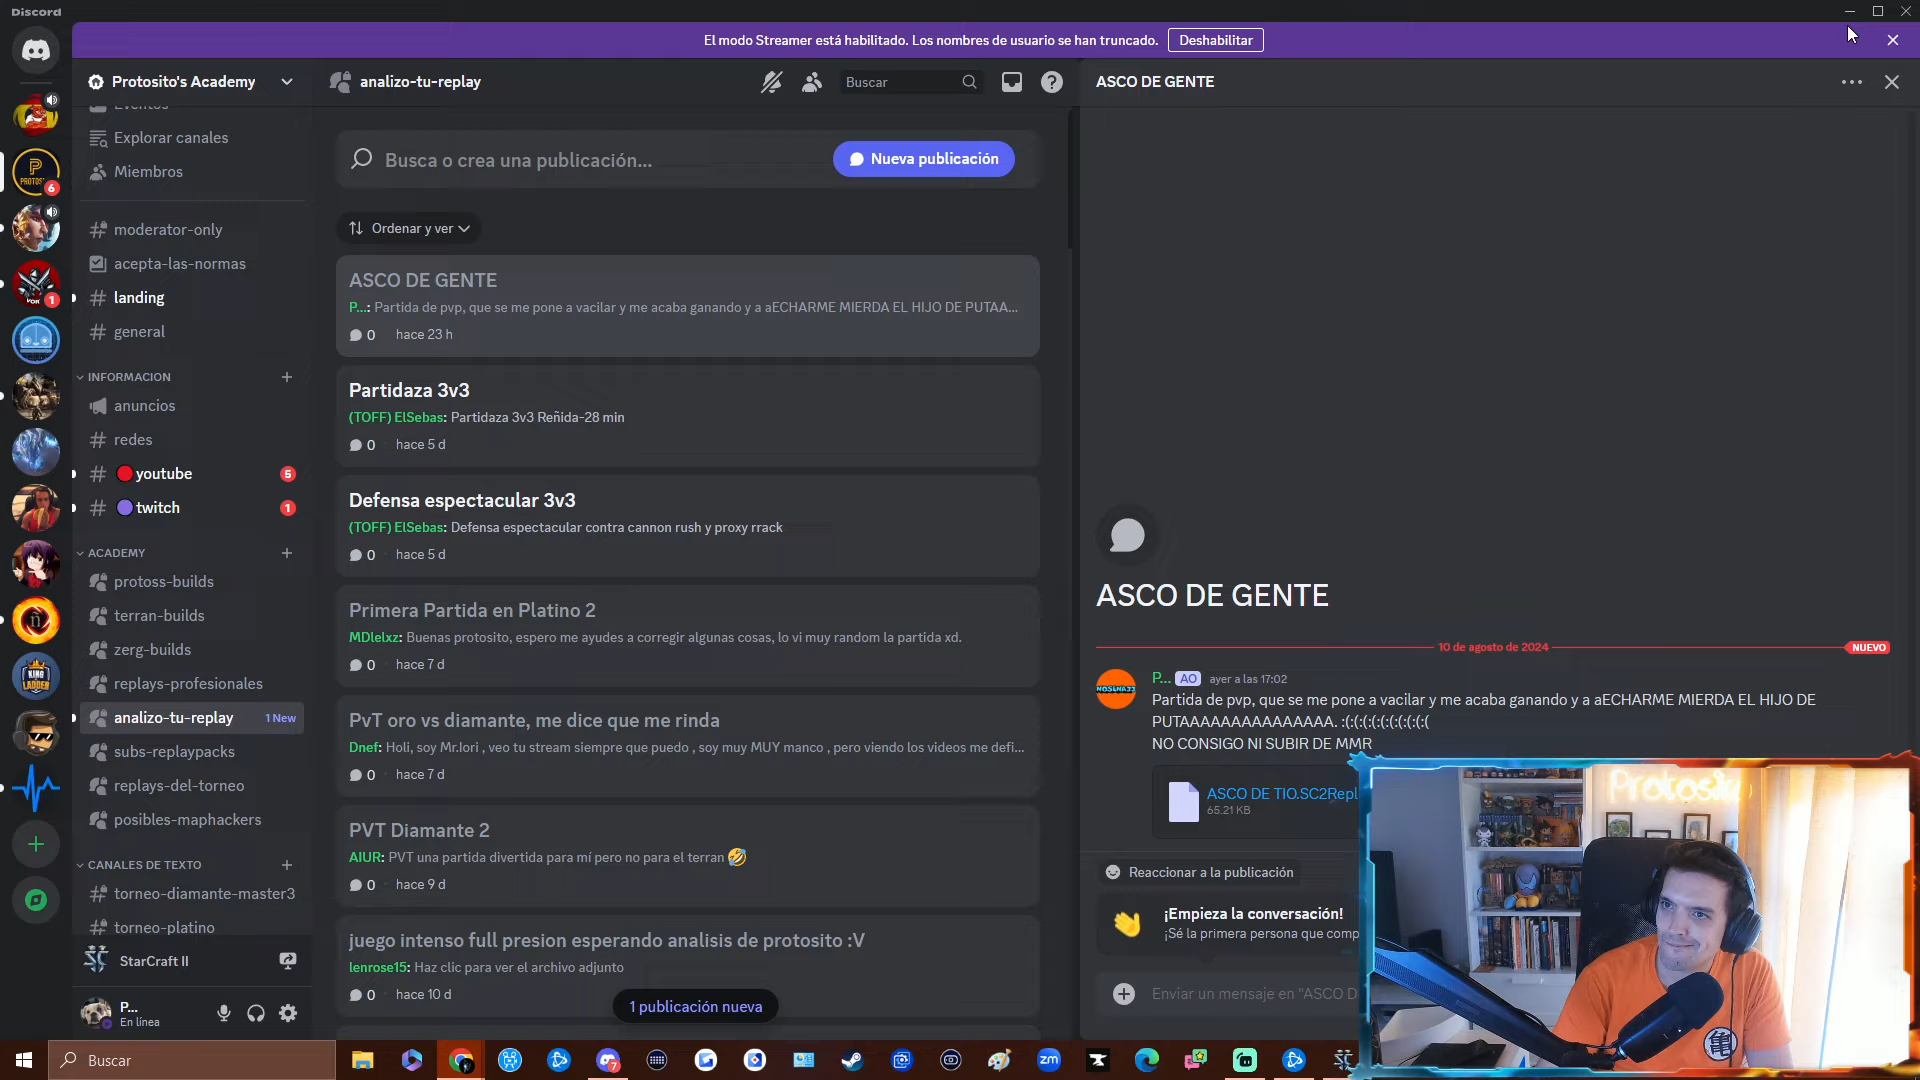 Discord
El modo Streamer está habilitado. Los nombres de usuario se han truncado.
Deshabilitar
Protosito's Academy
Explorar canales
Miembros
moderator-only
acepta-las-normas
landing
general
INFORMACION
anuncios
redes
youtube
5
twitch
1
ACADEMY
protoss-builds
terran-builds
zerg-builds
replays-profesionales
analizo-tu-replay
1 New
subs-replaypacks
replays-del-torneo
posibles-maphackers
CANALES DE TEXTO
torneo-diamante-master3
torneo-platino
StarCraft II
P...
En línea
6
1
analizo-tu-replay
Buscar
Busca o crea una publicación...
Nueva publicación
Ordenar y ver
ASCO DE GENTE
P...: Partida de pvp, que se me pone a vacilar y me acaba ganando y a aECHARME MIERDA EL HIJO DE PUTAA...
0 hace 23 h
Partidaza 3v3
(TOFF) ElSebas: Partidaza 3v3 Reñida-28 min
0 hace 5 d
Defensa espectacular 3v3
(TOFF) ElSebas: Defensa espectacular contra cannon rush y proxy rrack
0 hace 5 d
Primera Partida en Platino 2
MDlelxz: Buenas protosito, espero me ayudes a corregir algunas cosas, lo vi muy random la partida xd.
0 hace 7 d
PvT oro vs diamante, me dice que me rinda
Dnef: Holi, soy Mr.lori , veo tu stream siempre que puedo , soy muy MUY manco , pero viendo los videos me defi...
0 hace 7 d
PVT Diamante 2
AIUR: PVT una partida divertida para mí pero no para el terran 🤣
0 hace 9 d
juego intenso full presion esperando analisis de protosito :V
lenrose15: Haz clic para ver el archivo adjunto
0 hace 10 d
1 publicación nueva
ASCO DE GENTE
ASCO DE GENTE
10 de agosto de 2024
NUEVO
P... AO ayer a las 17:02
Partida de pvp, que se me pone a vacilar y me acaba ganando y a aECHARME MIERDA EL HIJO DE
PUTAAAAAAAAAAAAAAA. :(:(:(:(:(:(:(:(:(
NO CONSIGO NI SUBIR DE MMR
ASCO DE TIO.SC2Repl
65.21 KB
Reaccionar a la publicación
¡Empieza la conversación!
¡Sé la primera persona que comp
Enviar un mensaje en "ASCO D
Protosito
Buscar
7
zm